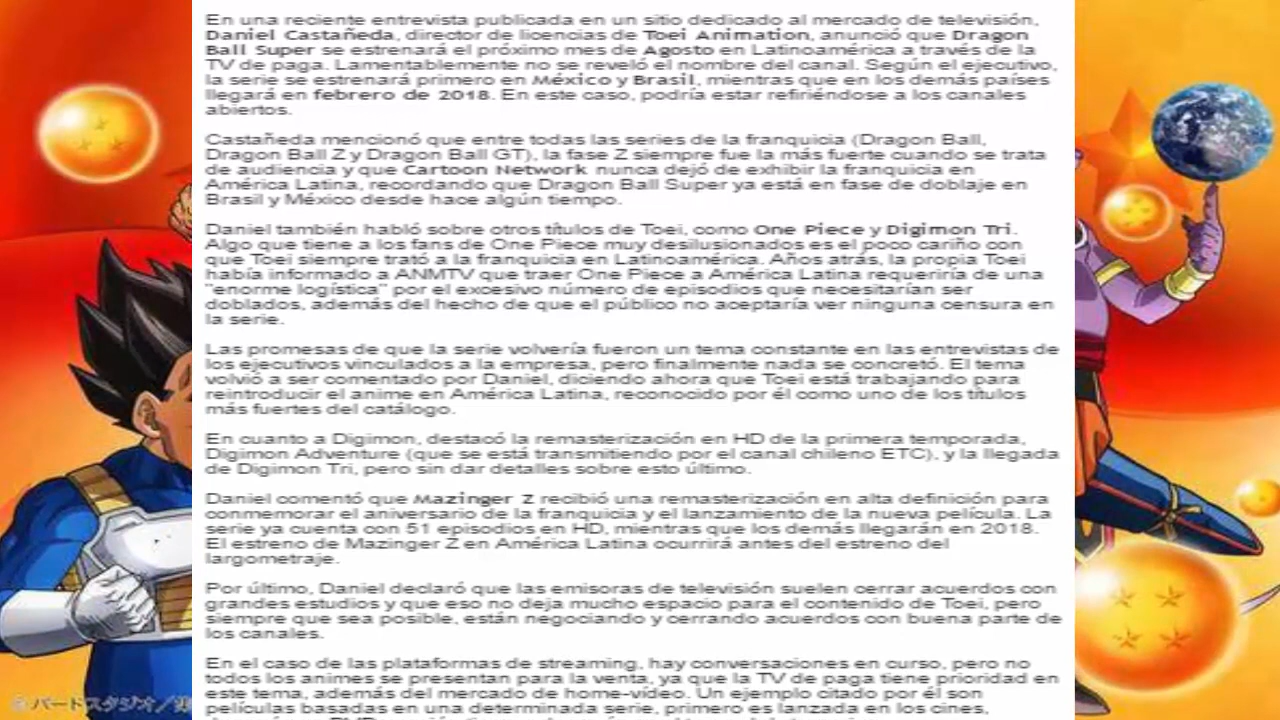 En una reciente entrevista publicada en un sitio dedicado al mercado de televisión,
Daniel Castañeda, director de licencias de Toei Animation, anunció que Dragon
Ball Super se estrenará el próximo mes de Agosto en Latinoamérica a través de la
TV de paga. Lamentablemente no se reveló el nombre del canal. Según el ejecutivo,
la serie se estrenará primero en México y Brasil, mientras que en los demás países
llegará en febrero de 2018. En este caso, podría estar refiriéndose a los canales
abiertos.
Castañeda mencionó que entre todas las series de la franquicia (Dragon Ball,
Dragon Ball Z y Dragon Ball GT), la fase Z siempre fue la más fuerte cuando se trata
de audiencia y que Cartoon Network nunca dejó de exhibir la franquicia en
América Latina, recordando que Dragon Ball Super ya está en fase de doblaje en
Brasil y México desde hace algún tiempo.
Daniel también habló sobre otros títulos de Toei, como One Piece y Digimon Tri.
Algo que tiene a los fans de One Piece muy desilusionados es el poco cariño con
que Toei siempre trató a la franquicia en Latinoamérica. Años atrás, la propia Toei
había informado a ANMTV que traer One Piece a América Latina requeriría de una
"enorme logística" por el excesivo número de episodios que necesitarían ser
doblados, además del hecho de que el público no aceptaría ver ninguna censura en
la serie.
Las promesas de que la serie volvería fueron un tema constante en las entrevistas de
los ejecutivos vinculados a la empresa, pero finalmente nada se concretó. El tema
volvió a ser comentado por Daniel, diciendo ahora que Toei está trabajando para
reintroducir el anime en América Latina, reconocido por él como uno de los títulos
más fuertes del catálogo.
En cuanto a Digimon, destacó la remasterización en HD de la primera temporada,
Digimon Adventure (que se está transmitiendo por el canal chileno ETC), y la llegada
de Digimon Tri, pero sin dar detalles sobre esto último.
Daniel comentó que Mazinger Z recibió una remasterización en alta definición para
conmemorar el aniversario de la franquicia y el lanzamiento de la nueva película. La
serie ya cuenta con 51 episodios en HD, mientras que los demás llegarán en 2018.
El estreno de Mazinger Z en América Latina ocurrirá antes del estreno del
largometraje.
Por último, Daniel declaró que las emisoras de televisión suelen cerrar acuerdos con
grandes estudios y que eso no deja mucho espacio para el contenido de Toei, pero
siempre que sea posible, están negociando y cerrando acuerdos con buena parte de
los canales.
En el caso de las plataformas de streaming, hay conversaciones en curso, pero no
todos los animes se presentan para la venta, ya que la TV de paga tiene prioridad en
este tema, además del mercado de home-vídeo. Un ejemplo citado por él son
películas basadas en una determinada serie, primero es lanzada en los cines,
© バードスタジオ／